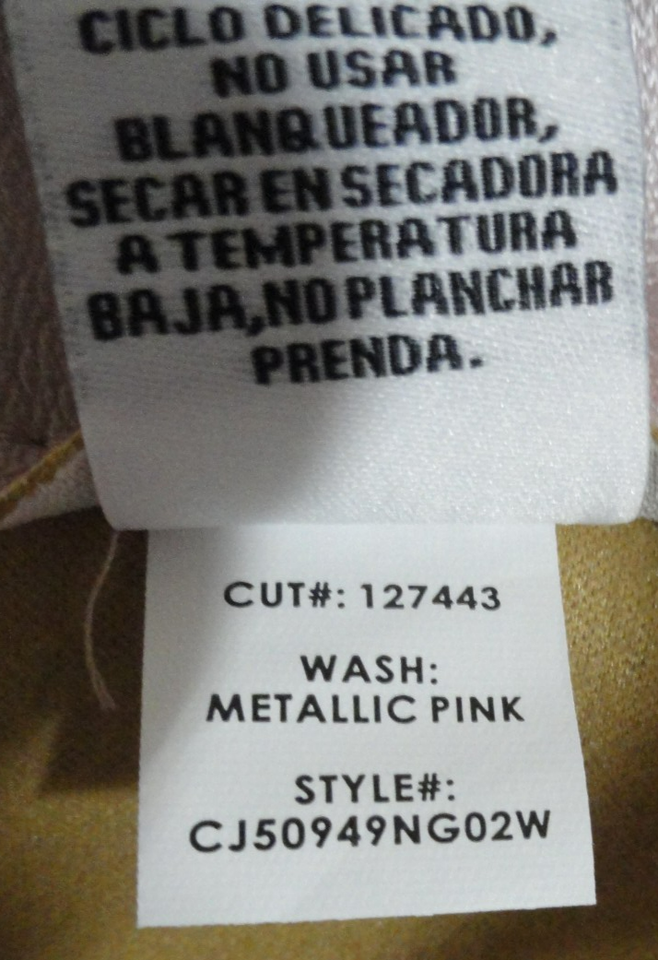 CICLO DELICADO,
NO USAR
BLANQUEADOR,
SECAR EN SECADORA
A TEMPERATURA
BAJA,NO PLANCHAR
PRENDA.
CUT#: 127443
WASH:
METALLIC PINK
STYLE#:
CJ50949NG02W